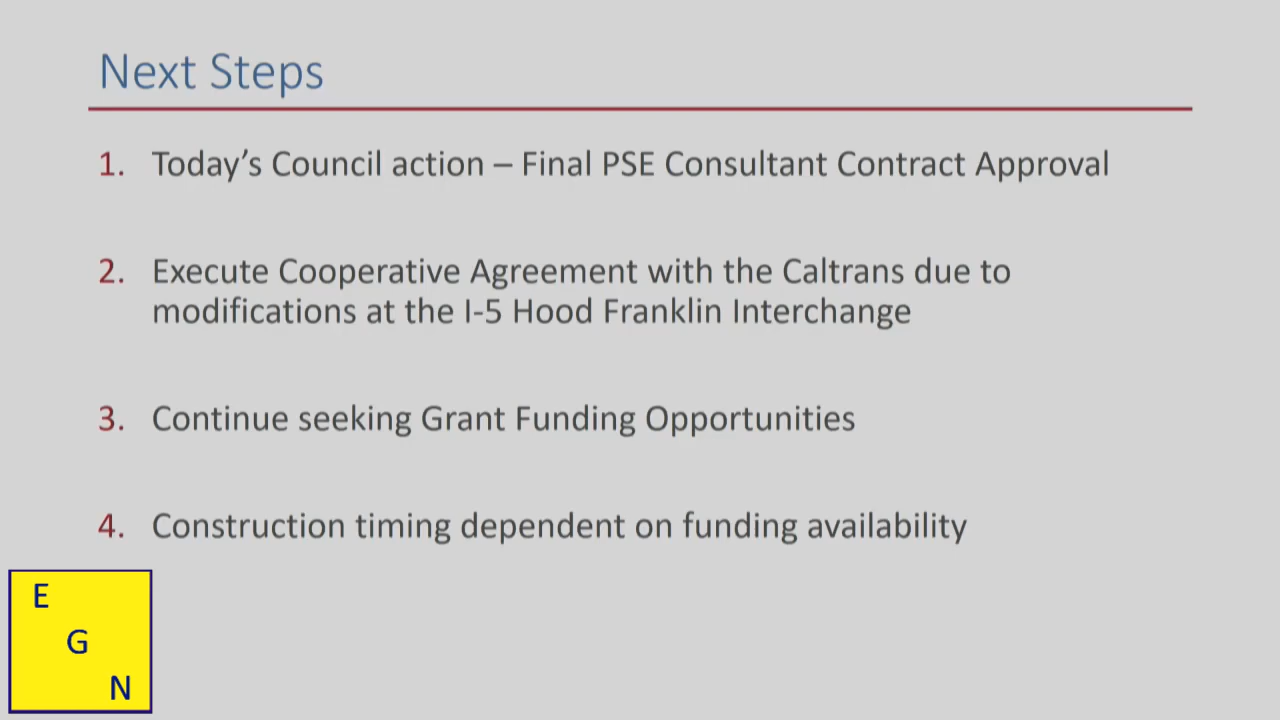 Next Steps
1. Today’s Council action – Final PSE Consultant Contract Approval
2. Execute Cooperative Agreement with the Caltrans due to
modifications at the I-5 Hood Franklin Interchange
3. Continue seeking Grant Funding Opportunities
4. Construction timing dependent on funding availability
E
G
N